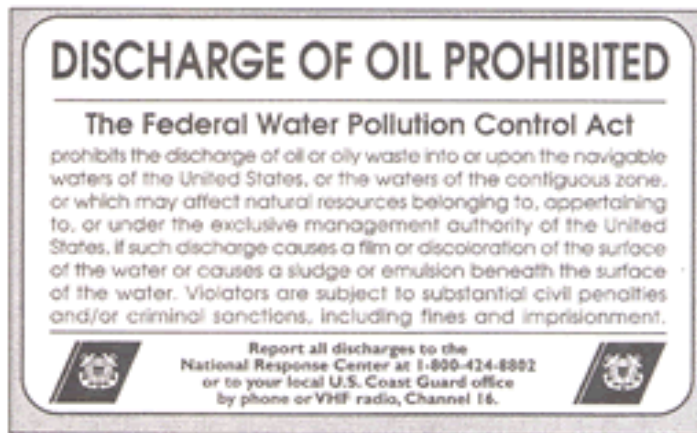 DISCHARGE OF OIL PROHIBITED
The Federal Water Pollution Control Act
prohibits the discharge of oil or oily waste into or upon the navigable
waters of the United States, or the waters of the contiguous zone,
or which may affect natural resources belonging to, appertaining
to, or under the exclusive management authority of the United
States, if such discharge causes a film or discoloration of the surface
of the water or causes a sludge or emulsion beneath the surface
of the water. Violators are subject to substantial civil penalties
and/or criminal sanctions, including fines and imprisionment.
Report all discharges to the
National Response Center at 1-800-424-8802
or to your local U.S. Coast Guard office
by phone or VHF radio, Channel 16.